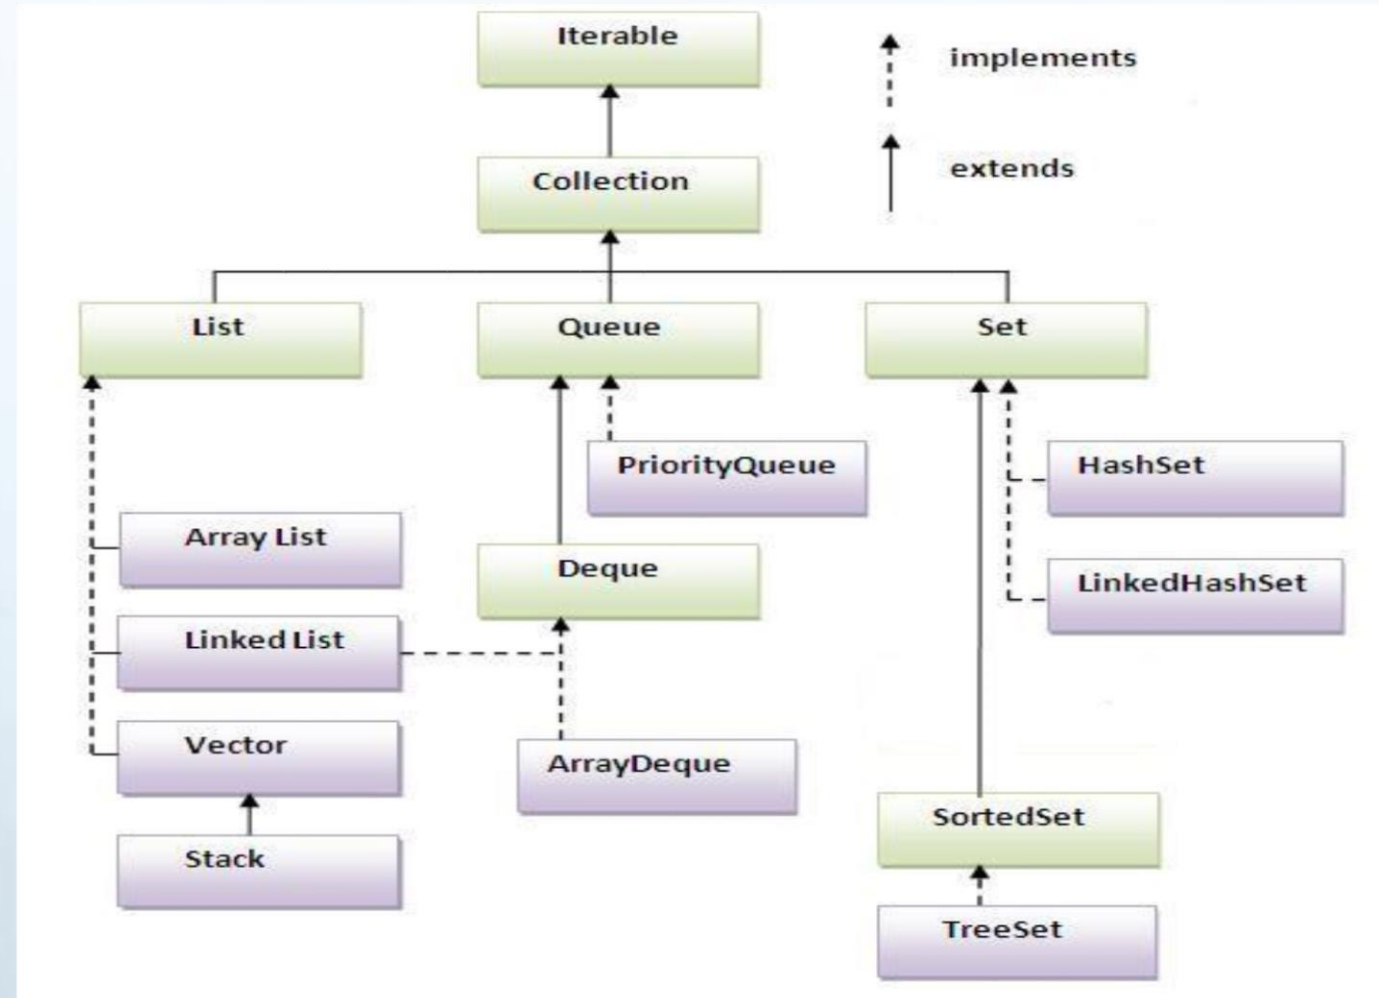 Iterable
implements
extends
Collection
List
Queue
Set
PriorityQueue
HashSet
Array List
Deque
LinkedHashSet
Linked List
Vector
ArrayDeque
SortedSet
Stack
TreeSet